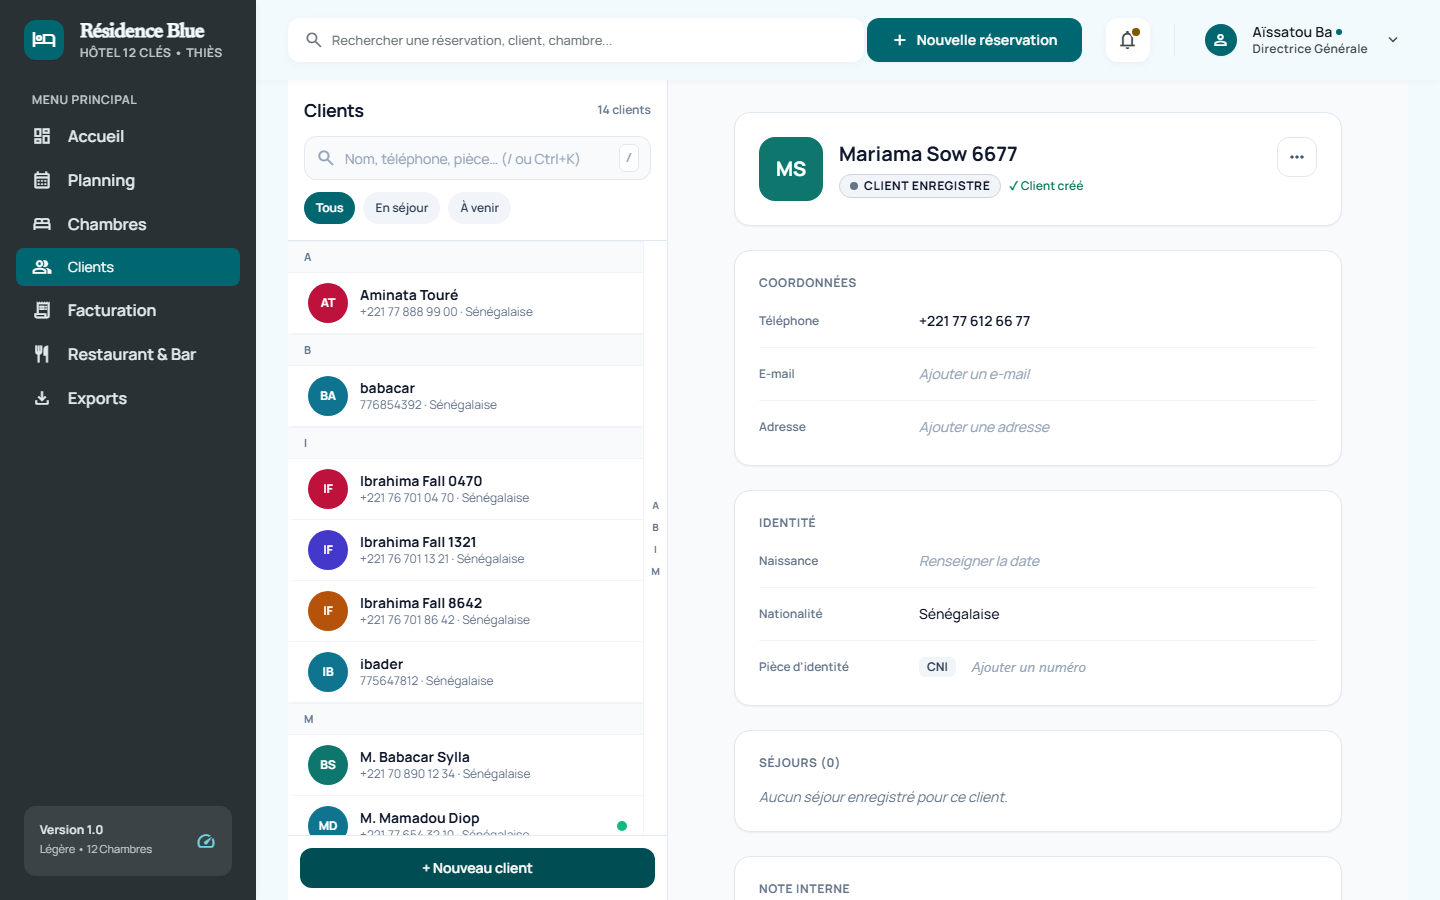 Résidence Blue
HÔTEL 12 CLÉS • THIÈS
MENU PRINCIPAL
Accueil
Planning
Chambres
Clients
Facturation
Restaurant & Bar
Exports
Version 1.0
Légère • 12 Chambres
Rechercher une réservation, client, chambre...
+ Nouvelle réservation
Aïssatou Ba
Directrice Générale
Clients
14 clients
Nom, téléphone, pièce… (/ ou Ctrl+K)
/
Tous
En séjour
À venir
A
AT
Aminata Touré
+221 77 888 99 00 · Sénégalaise
B
BA
babacar
776854392 · Sénégalaise
I
IF
Ibrahima Fall 0470
+221 76 701 04 70 · Sénégalaise
IF
Ibrahima Fall 1321
+221 76 701 13 21 · Sénégalaise
IF
Ibrahima Fall 8642
+221 76 701 86 42 · Sénégalaise
IB
ibader
775647812 · Sénégalaise
M
BS
M. Babacar Sylla
+221 70 890 12 34 · Sénégalaise
MD
M. Mamadou Diop
+221 77 654 32 10 · Sénégalaise
A
B
I
M
+ Nouveau client
MS
Mariama Sow 6677
CLIENT ENREGISTRÉ
✓ Client créé
COORDONNÉES
Téléphone
+221 77 612 66 77
E-mail
Ajouter un e-mail
Adresse
Ajouter une adresse
IDENTITÉ
Naissance
Renseigner la date
Nationalité
Sénégalaise
Pièce d'identité
CNI
Ajouter un numéro
SÉJOURS (0)
Aucun séjour enregistré pour ce client.
NOTE INTERNE